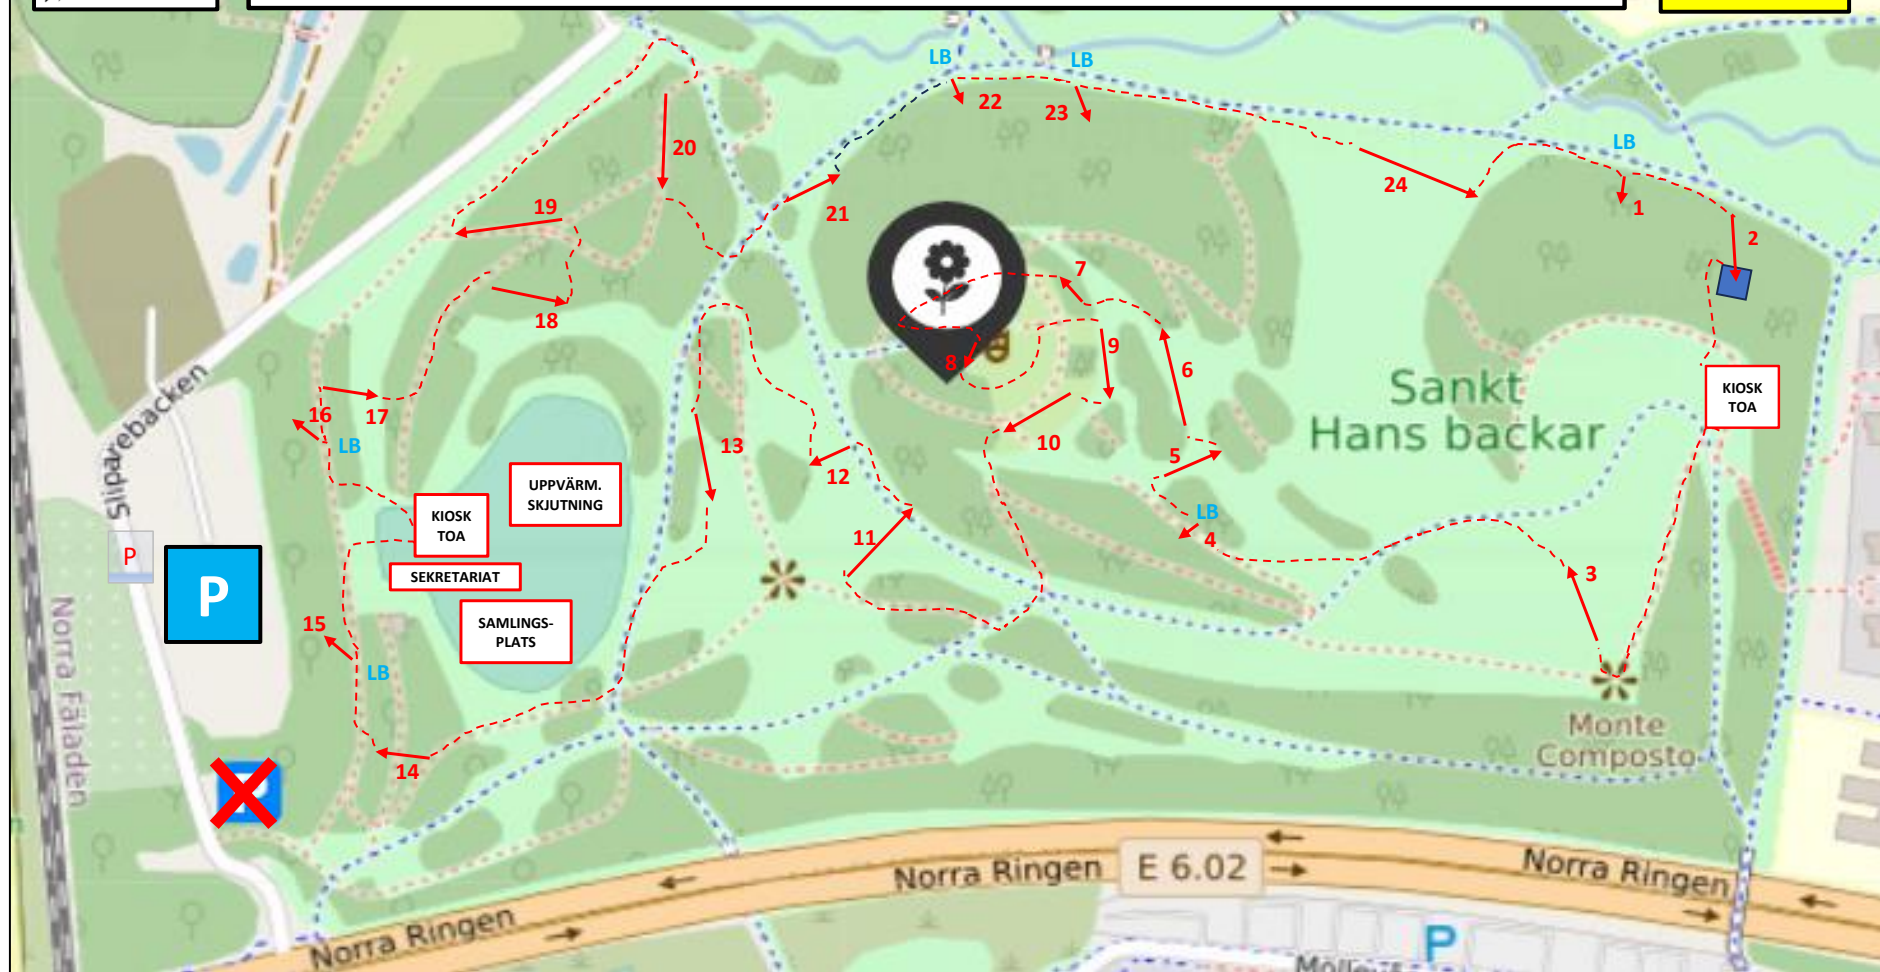 LB
LB
22
23
20
LB
24
1
19
21
2
7
18
9
8
6
16
17
LB
Sliparebacken
Sankt
Hans backar
KIOSK
TOA
13
10
5
12
UPPVÄRM.
SKJUTNING
KIOSK
TOA
LB
4
11
P
P
SEKRETARIAT
3
SAMLINGS-
PLATS
15
LB
Norra Fäladen
14
Monte
Composto
P
Norra Ringen
E 6.02
Norra Ringen
Norra Ringen
P